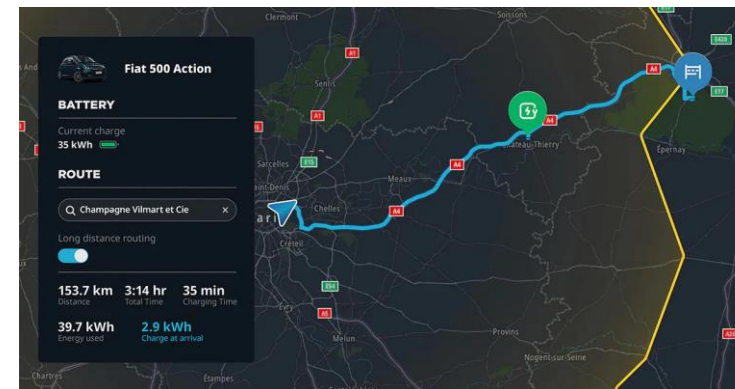 Fiat 500 Action
BATTERY
Current charge
35 kWh
ROUTE
Champagne Vilmart et Cie ×
Long distance routing
153.7 km 3:14 hr 35 min
Distance Total Time Charging Time
39.7 kWh 2.9 kWh
Energy used Charge at arrival
Clermont
Soissons
E420
A1
A4
Senlis
E17
A1
A4
Château-Thierry
Epernay
Sarcelles
E15
A4
Meaux
Saint-Denis
Chelles
A4
Créteil
E54
Evry
A5
Melun
Provins
Nogent-sur-Seine
Chartres
Étampes